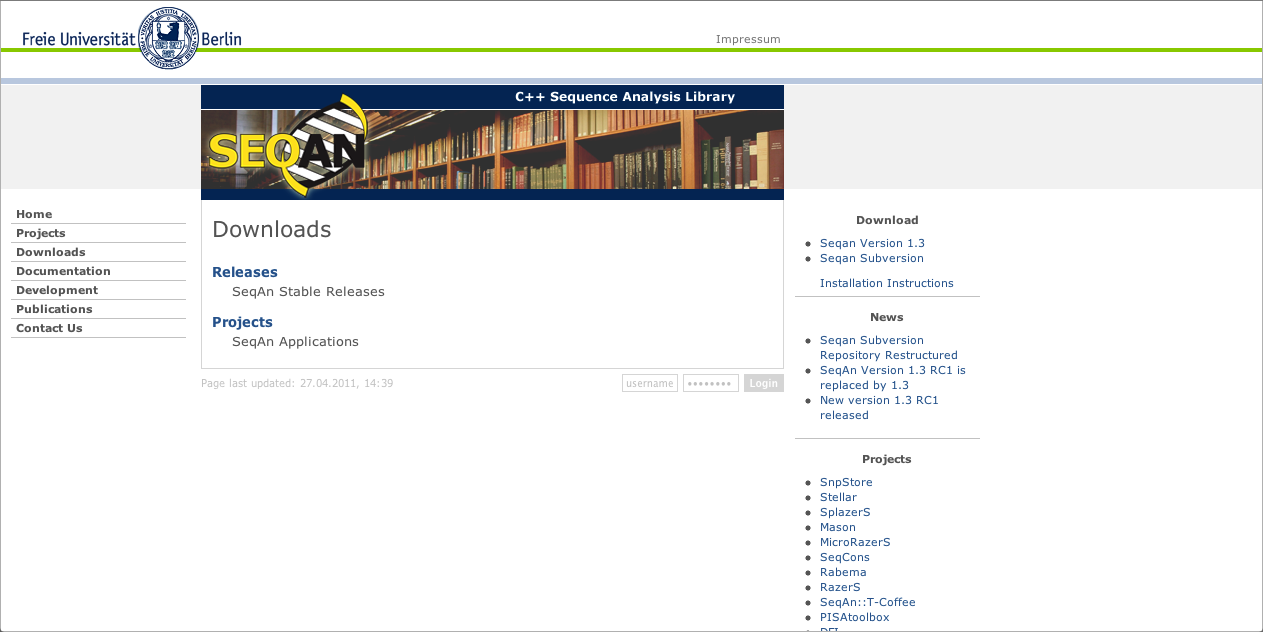 Freie Universität Berlin
Impressum
C++ Sequence Analysis Library
SEQAN
Home
Projects
Downloads
Documentation
Development
Publications
Contact Us
Downloads
Releases
SeqAn Stable Releases
Projects
SeqAn Applications
Page last updated: 27.04.2011, 14:39
username
••••••••
Login
Download
Seqan Version 1.3
Seqan Subversion
Installation Instructions
News
Seqan Subversion
Repository Restructured
SeqAn Version 1.3 RC1 is
replaced by 1.3
New version 1.3 RC1
released
Projects
SnpStore
Stellar
SplazerS
Mason
MicroRazerS
SeqCons
Rabema
RazerS
SeqAn::T-Coffee
PISAtoolbox